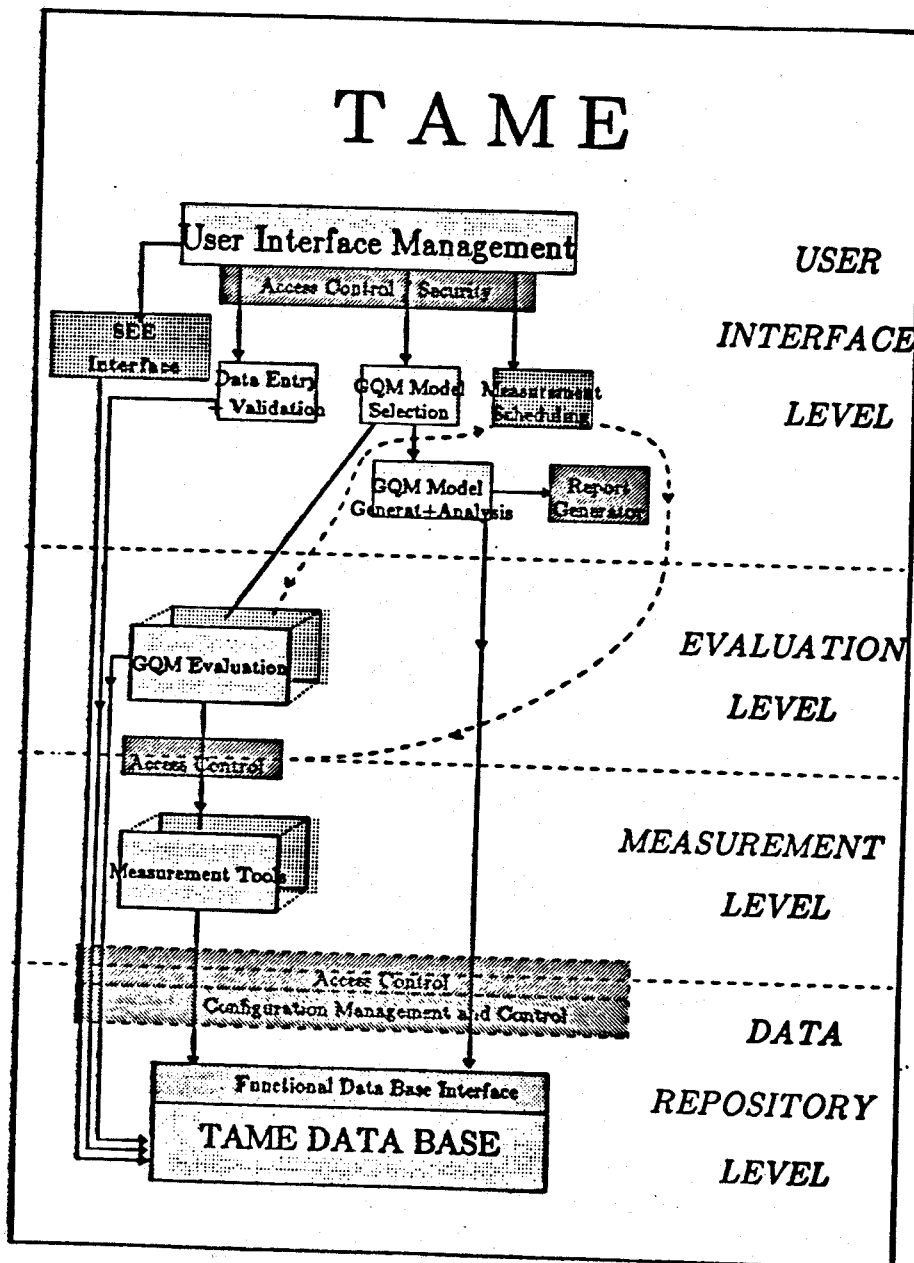 T A M E
User Interface Management
Access Control Security
SEE
Interface
Data Entry
+ Validation
GQM Model
Selection
Measurement
Scheduling
GQM Model
Generat+Analysis
Report
Generator
USER
INTERFACE
LEVEL
GQM Evaluation
Access Control
EVALUATION
LEVEL
Measurement Tools
MEASUREMENT
LEVEL
Access Control
Configuration Management and Control
Functional Data Base Interface
TAME DATA BASE
DATA
REPOSITORY
LEVEL